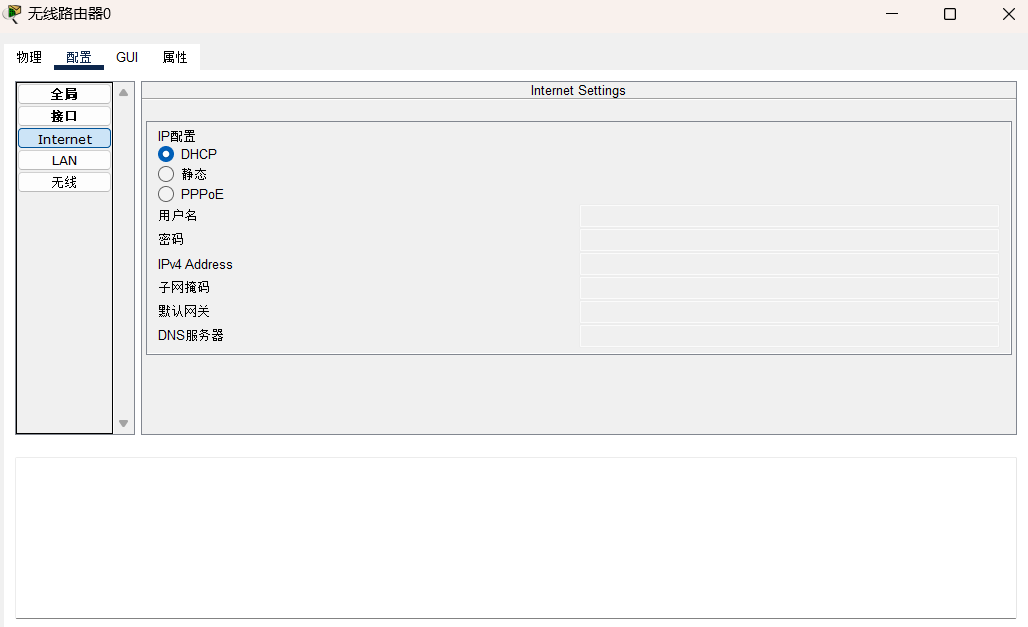 无线路由器0
物理 配置 GUI 属性
全局
接口
Internet
LAN
无线
Internet Settings
IP配置
DHCP
静态
PPPoE
用户名
密码
IPv4 Address
子网掩码
默认网关
DNS服务器